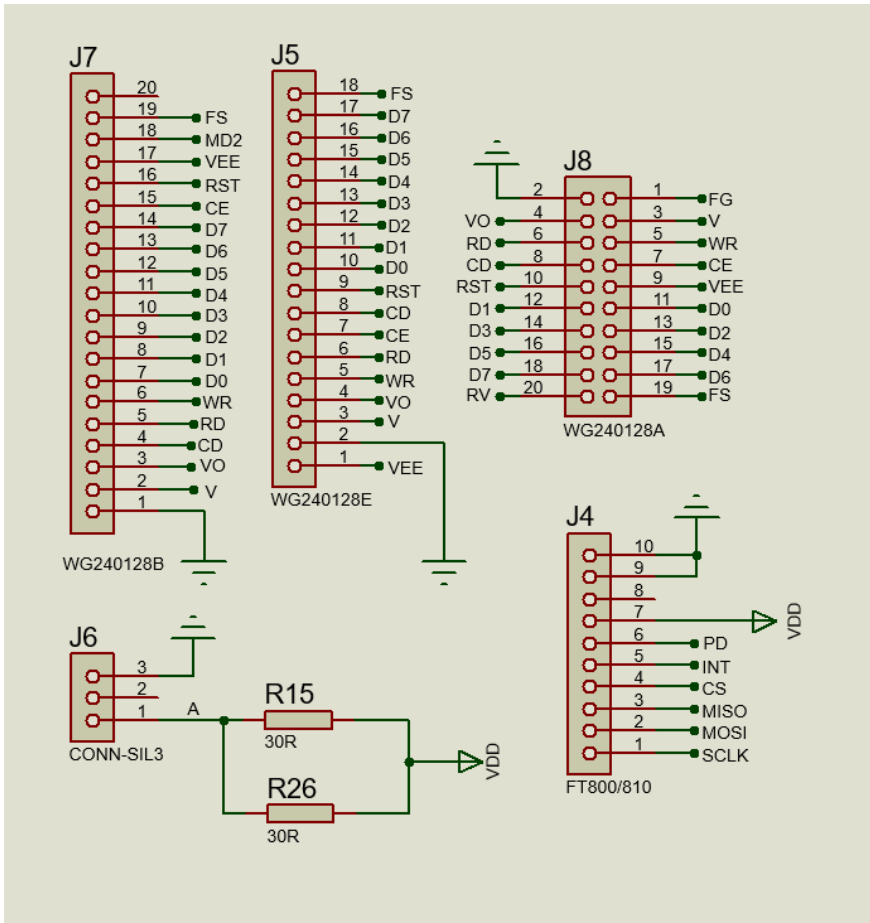 J7
20
19 FS
18 MD2
17 VEE
16 RST
15 CE
14 D7
13 D6
12 D5
11 D4
10 D3
9 D2
8 D1
7 D0
6 WR
5 RD
4 CD
3 VO
2 V
1
WG240128B
J5
18 FS
17 D7
16 D6
15 D5
14 D4
13 D3
12 D2
11 D1
10 D0
9 RST
8 CD
7 CE
6 RD
5 WR
4 VO
3 V
2
1 VEE
WG240128E
J8
2 1 FG
VO 4 3 V
RD 6 5 WR
CD 8 7 CE
RST 10 9 VEE
D1 12 11 D0
D3 14 13 D2
D5 16 15 D4
D7 18 17 D6
RV 20 19 FS
WG240128A
J6
3
2
1 A
CONN-SIL3
R15
30R
R26
30R
VDD
J4
10
9
8
7 VDD
6 PD
5 INT
4 CS
3 MISO
2 MOSI
1 SCLK
FT800/810